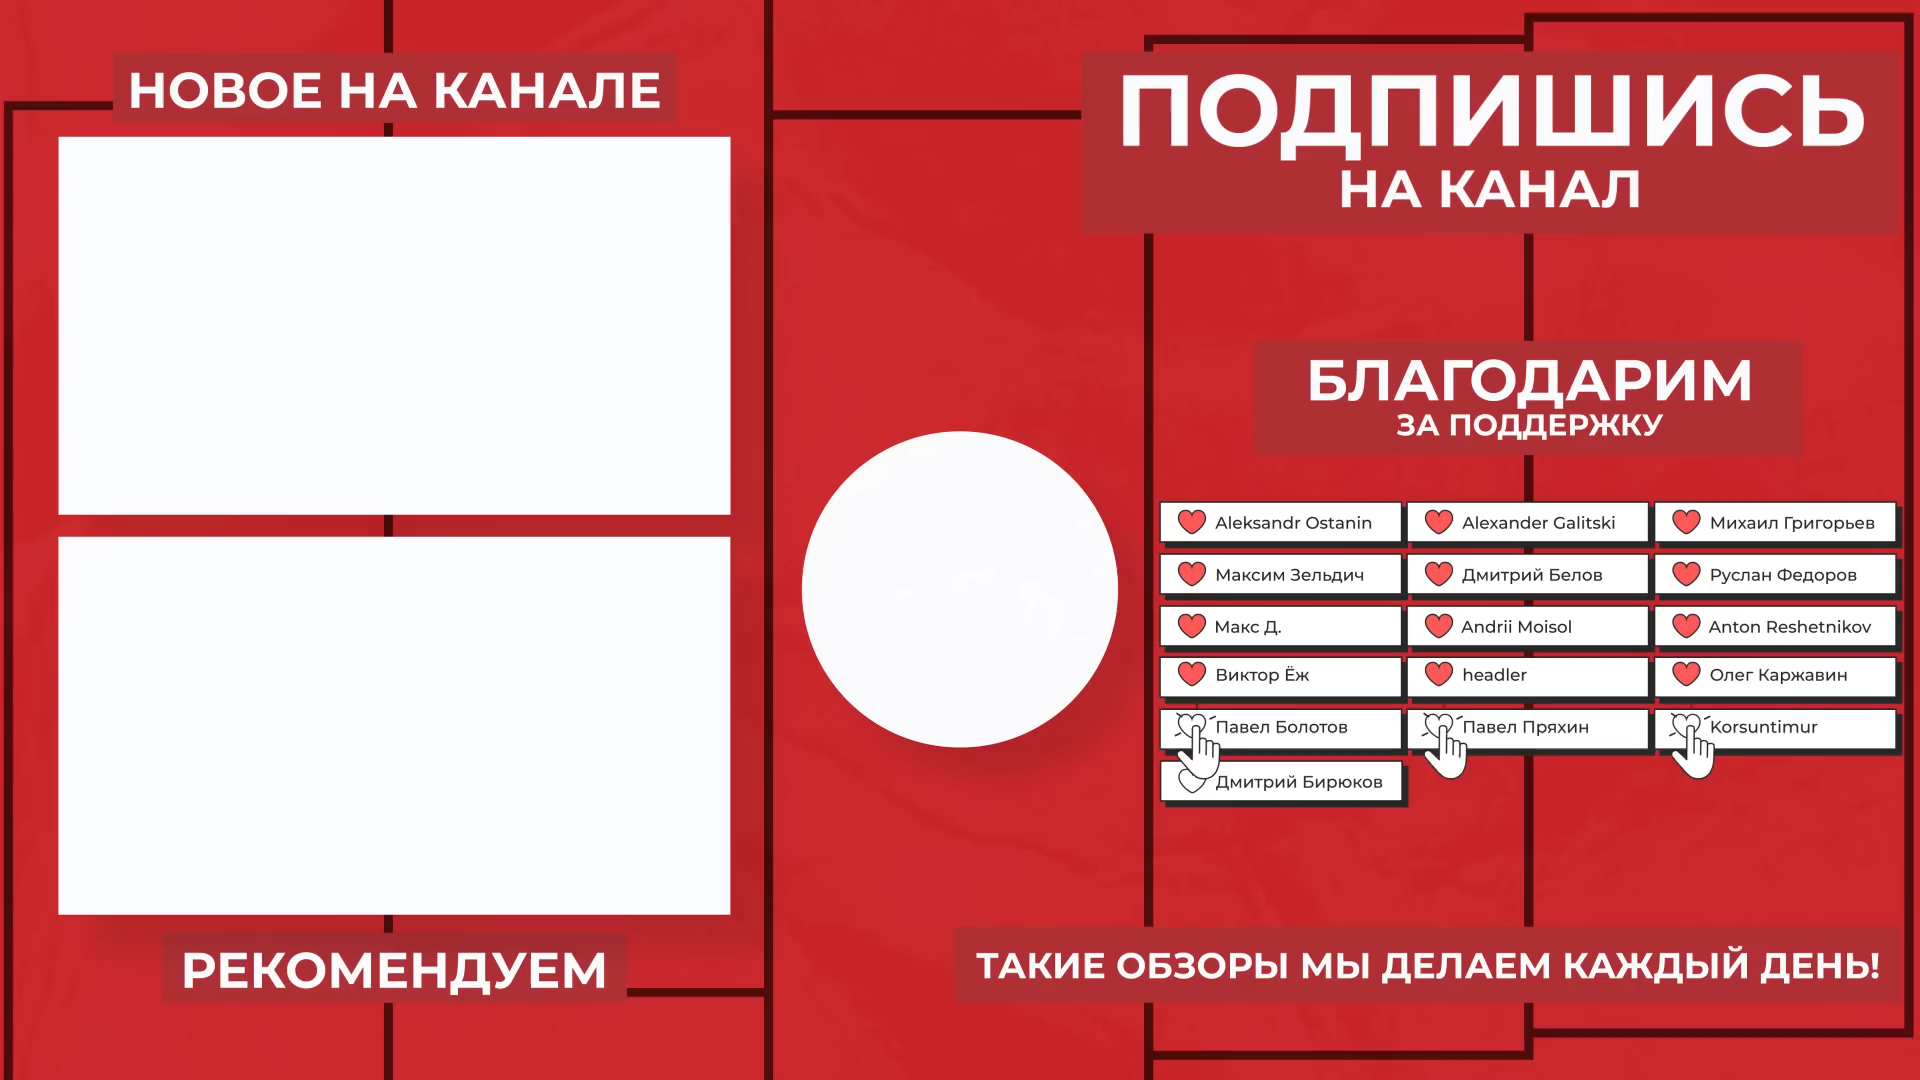 НОВОЕ НА КАНАЛЕ
РЕКОМЕНДУЕМ
ПОДПИШИСЬ
НА КАНАЛ
БЛАГОДАРИМ
ЗА ПОДДЕРЖКУ
Aleksandr Ostanin
Alexander Galitski
Михаил Григорьев
Максим Зельдич
Дмитрий Белов
Руслан Федоров
Макс Д.
Andrii Moisol
Anton Reshetnikov
Виктор Ёж
headler
Олег Каржавин
Павел Болотов
Павел Пряхин
Korsuntimur
Дмитрий Бирюков
ТАКИЕ ОБЗОРЫ МЫ ДЕЛАЕМ КАЖДЫЙ ДЕНЬ!